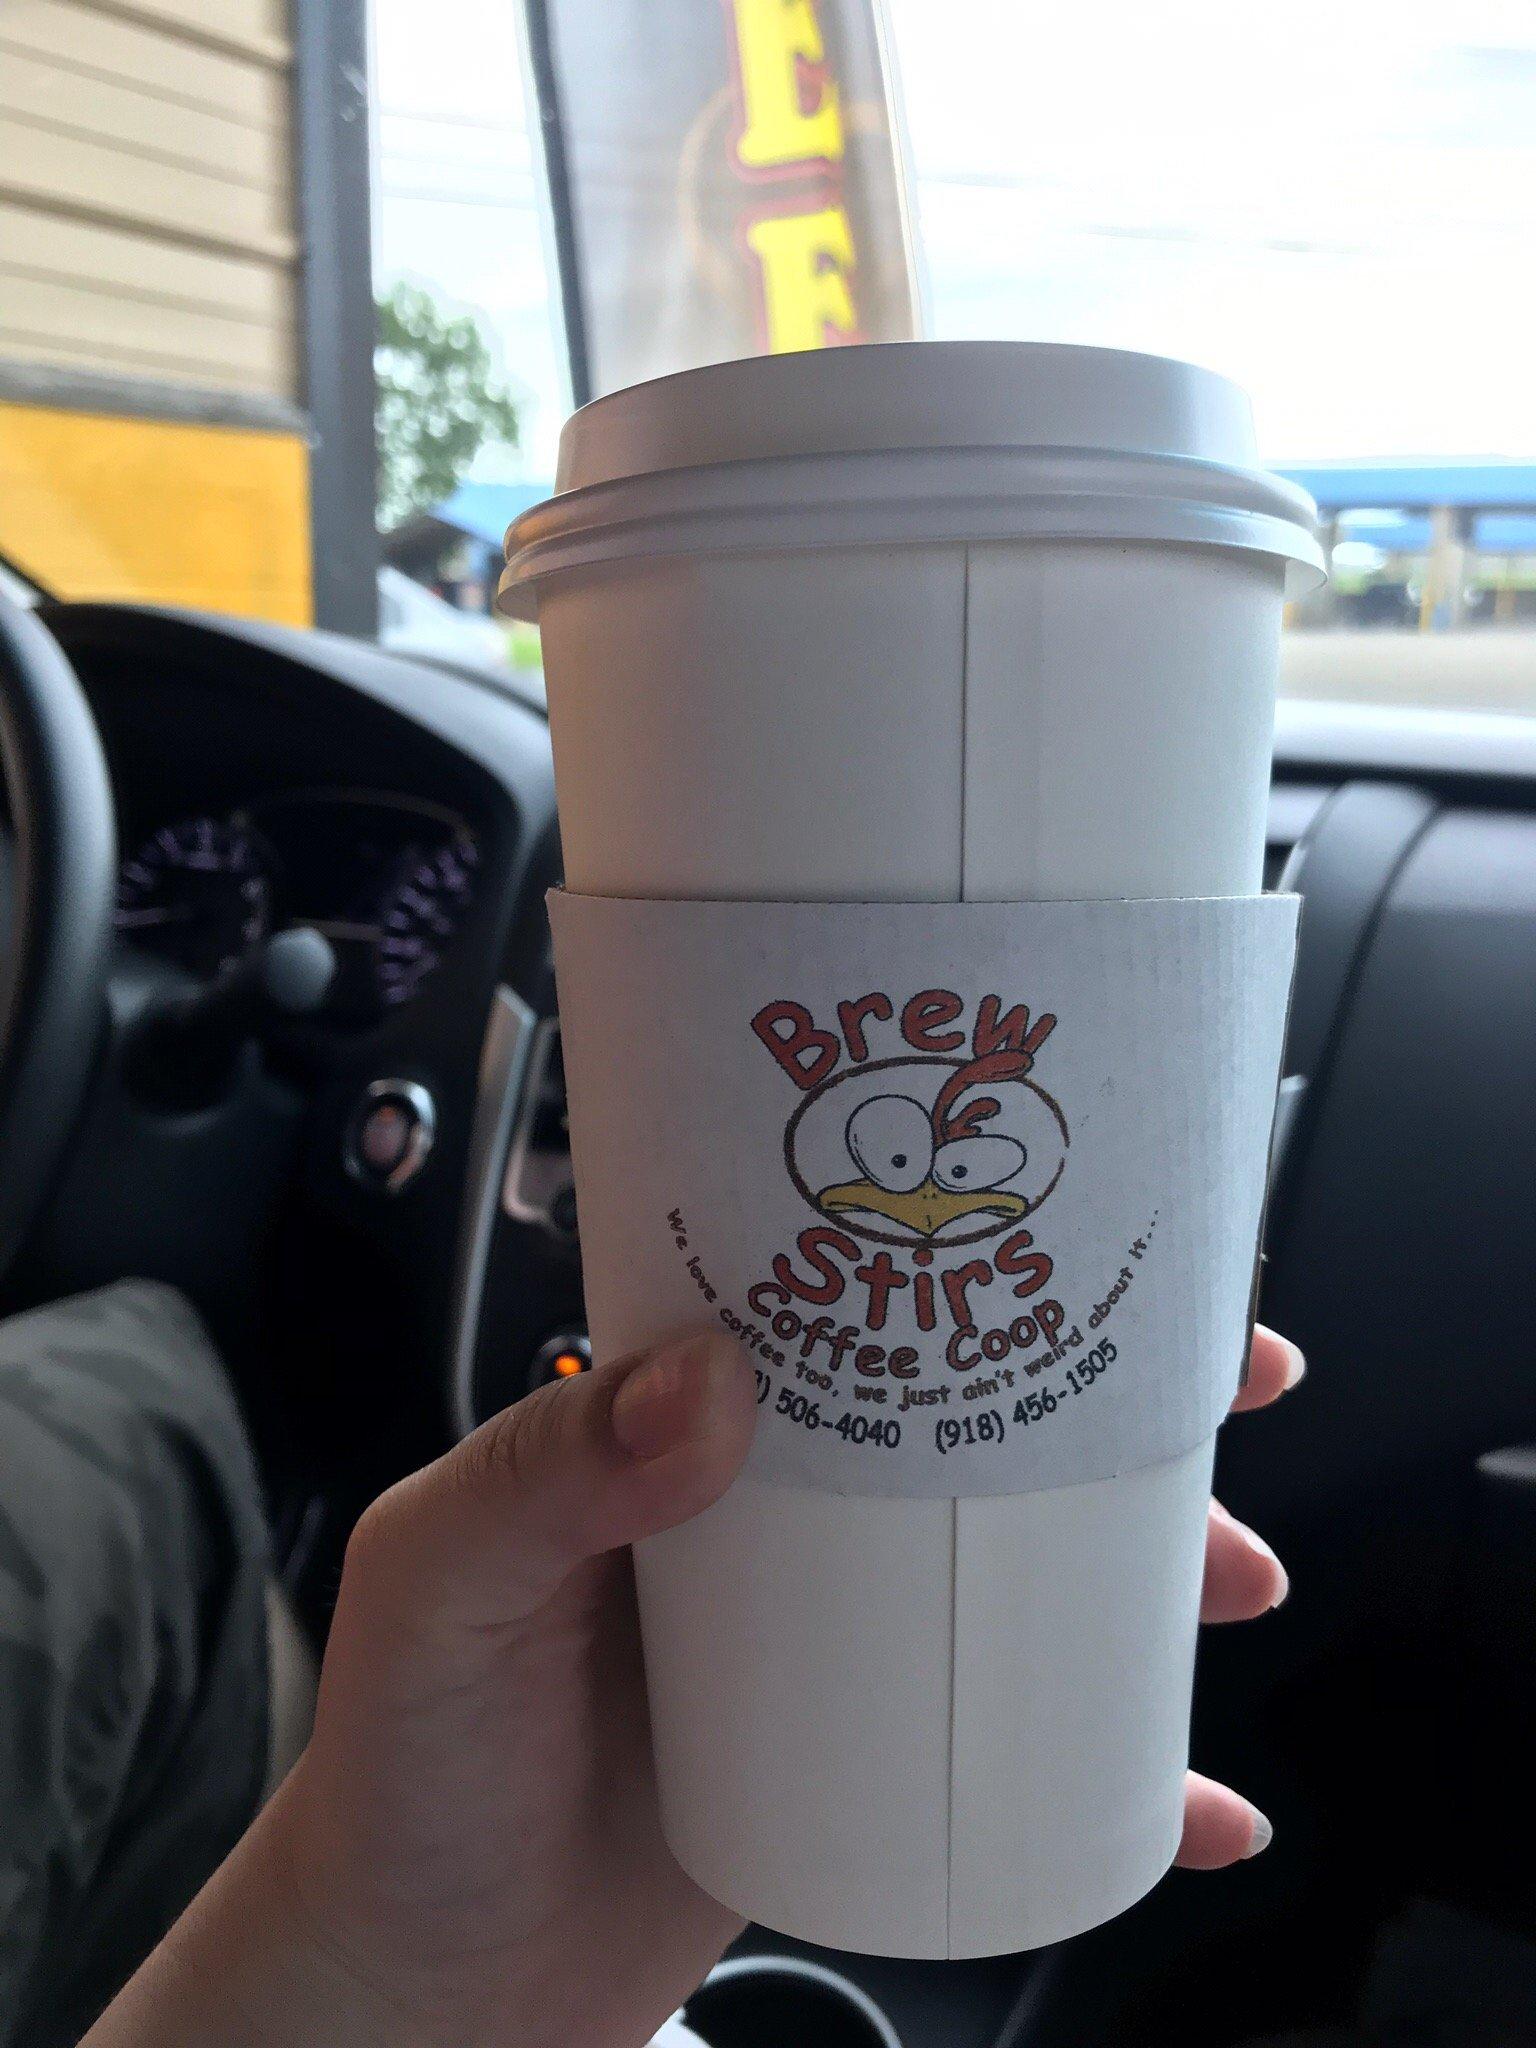 E
E
Brew
Stirs
Coffee Coop
We love coffee too, we just ain't weird about it...
) 506-4040 (918) 456-1505